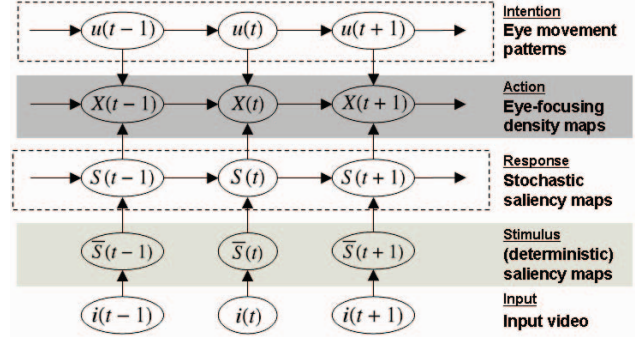 Intention
u(t − 1) u(t) u(t + 1) Eye movement
patterns
Action
X(t − 1) X(t) X(t + 1) Eye-focusing
density maps
Response
S(t − 1) S(t) S(t + 1) Stochastic
saliency maps
Stimulus
S̅(t − 1) S̅(t) S̅(t + 1) (deterministic)
saliency maps
Input
i(t − 1) i(t) i(t + 1) Input video